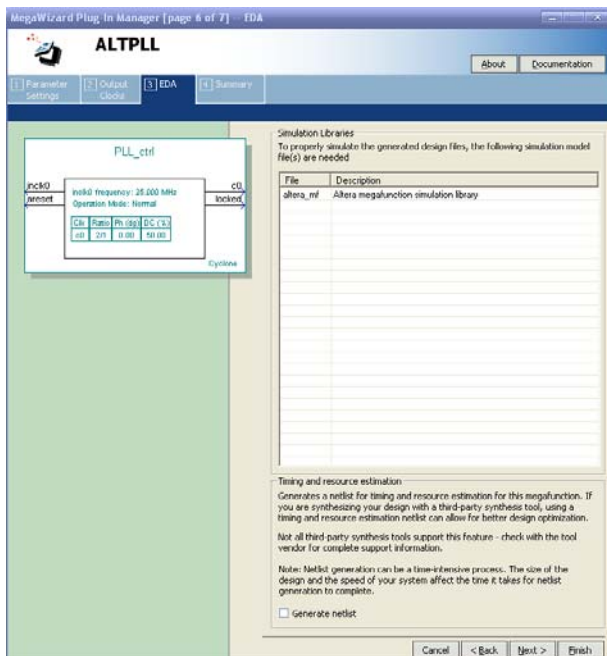 MegaWizard Plug-In Manager [page 6 of 7] -- EDA
ALTPLL
About
Documentation
1 Parameter Settings
2 Output Clocks
3 EDA
4 Summary
PLL_ctrl
inclk0
areset
c0
locked
inclk0 frequency: 25.000 MHz
Operation Mode: Normal
Clk Ratio Ph (dg) DC (%)
c0 2/1 0.00 50.00
Cyclone
Simulation Libraries
To properly simulate the generated design files, the following simulation model
file(s) are needed
File Description
altera_mf Altera megafunction simulation library
Timing and resource estimation
Generates a netlist for timing and resource estimation for this megafunction. If
you are synthesizing your design with a third-party synthesis tool, using a
timing and resource estimation netlist can allow for better design optimization.
Not all third-party synthesis tools support this feature - check with the tool
vendor for complete support information.
Note: Netlist generation can be a time-intensive process. The size of the
design and the speed of your system affect the time it takes for netlist
generation to complete.
Generate netlist
Cancel
< Back
Next >
Finish